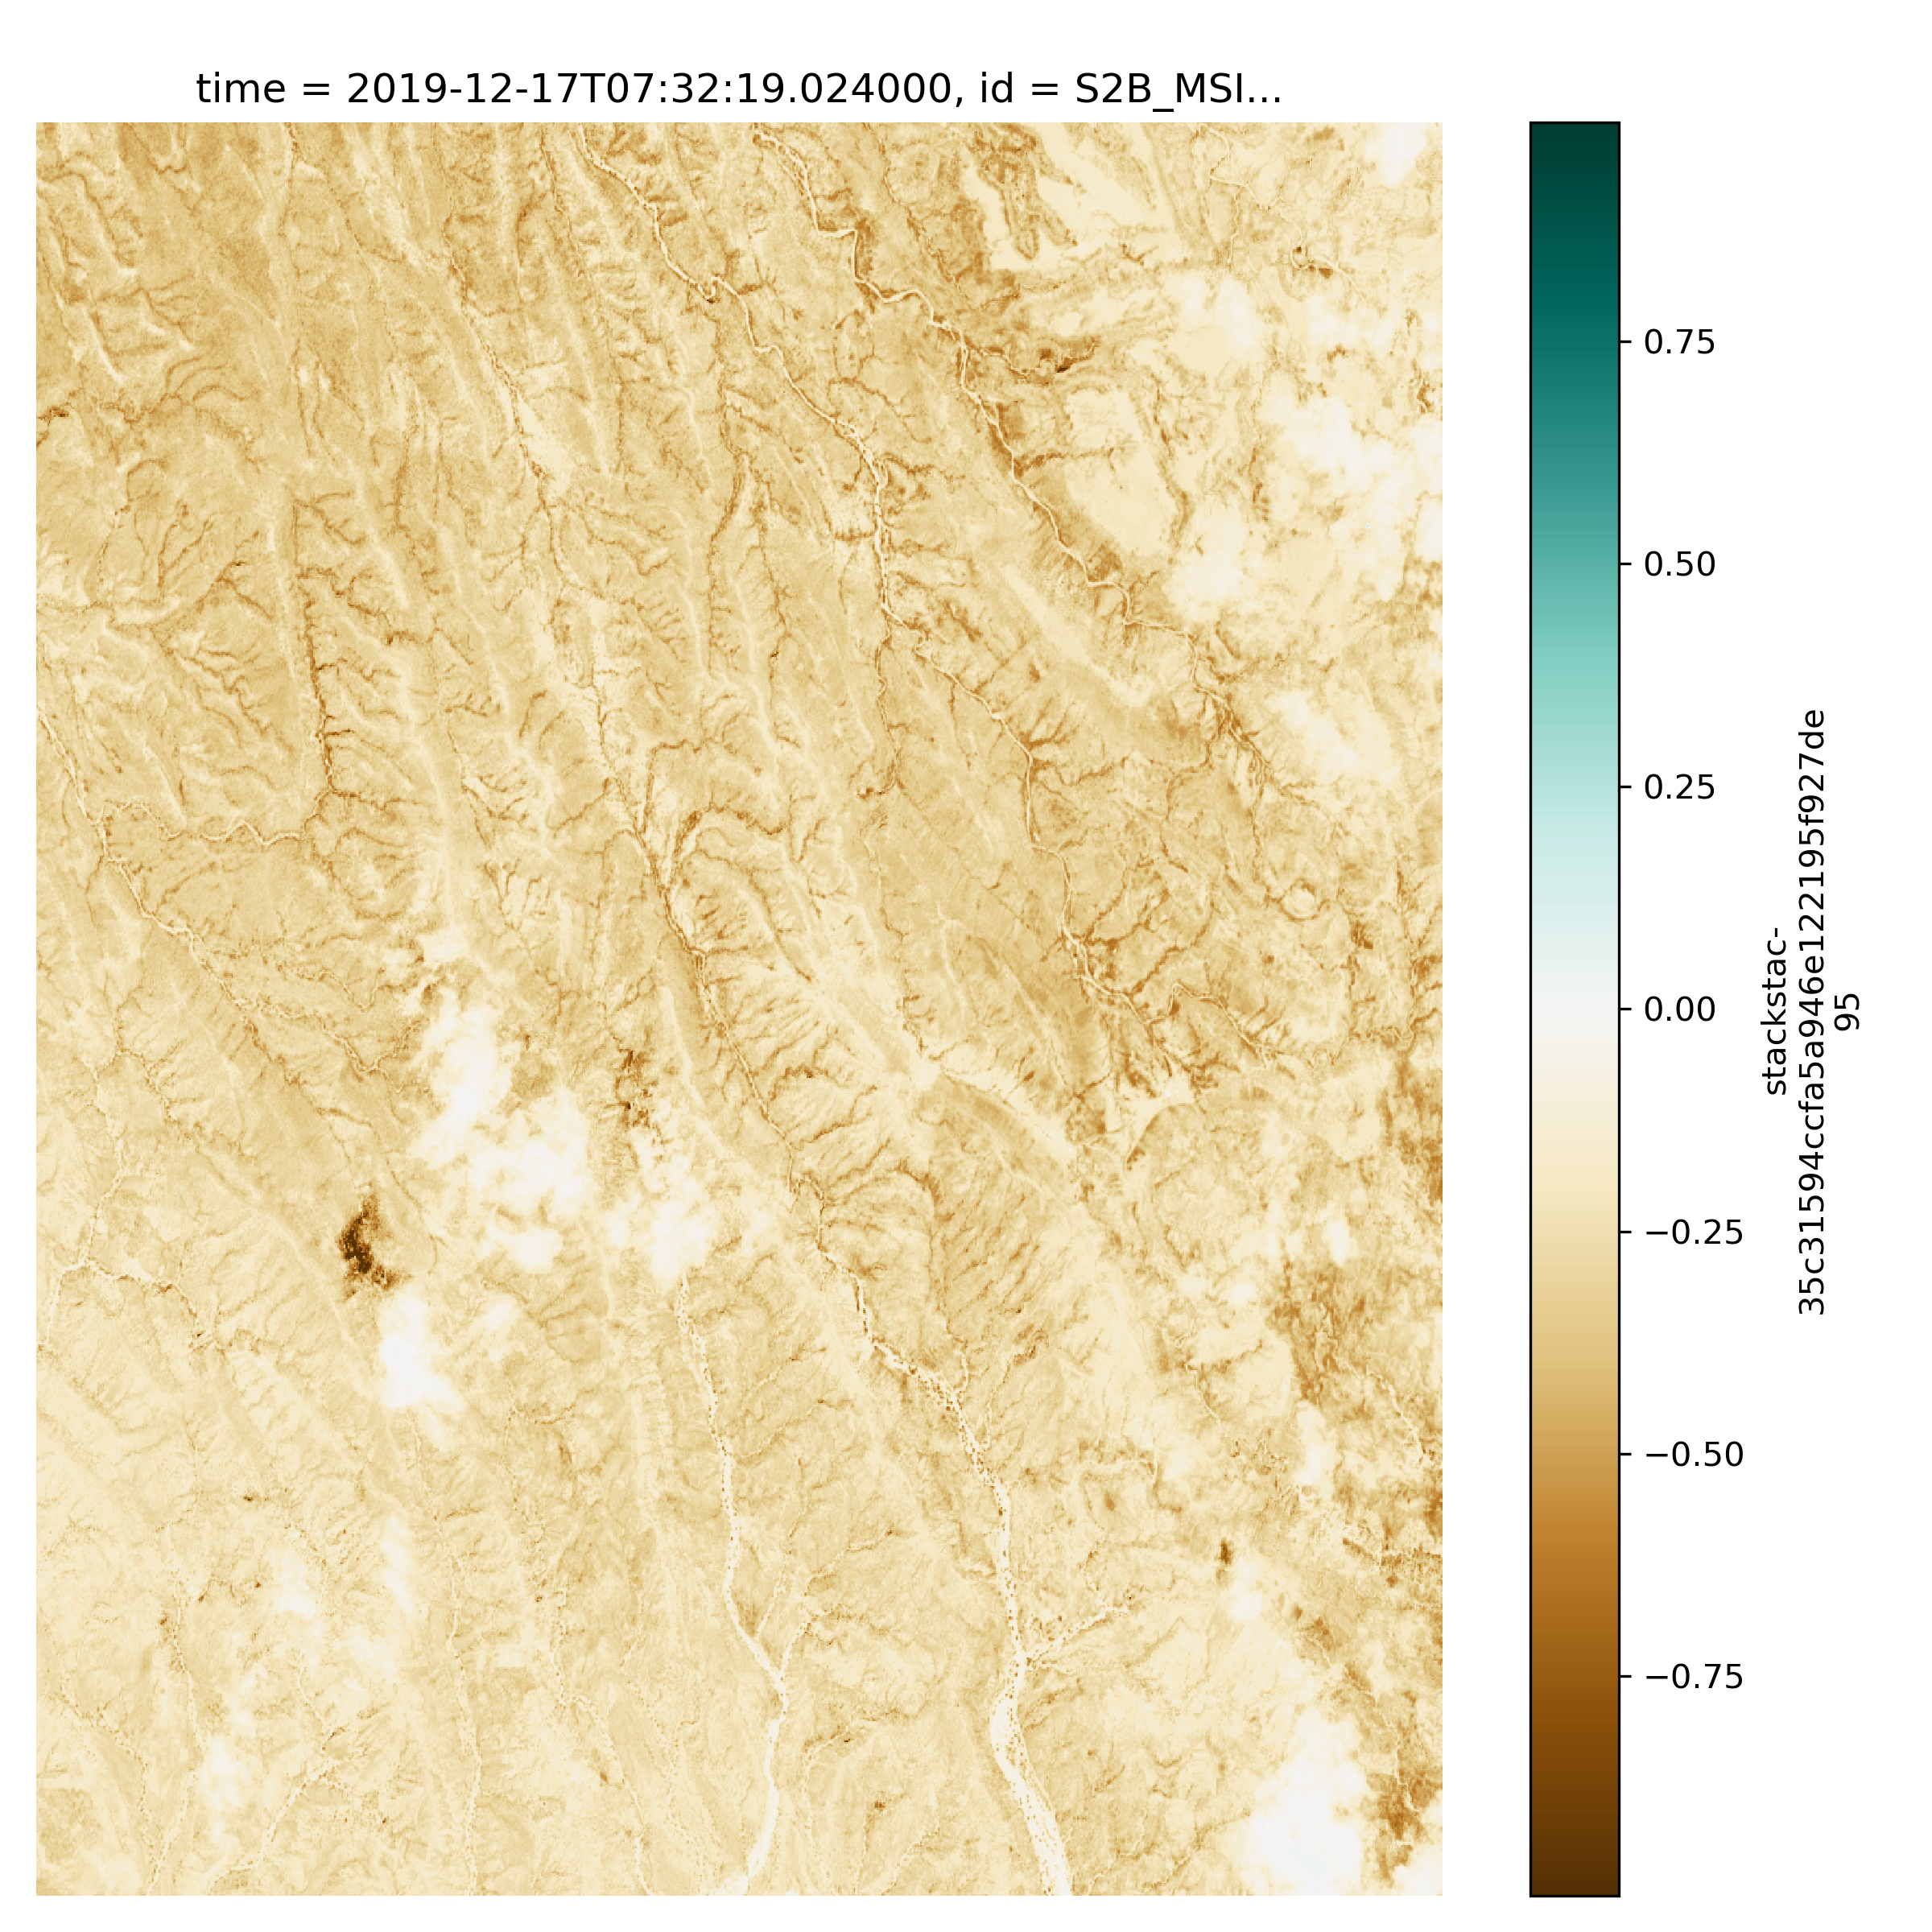 time = 2019-12-17T07:32:19.024000, id = S2B_MSI...
0.75
0.50
0.25
0.00
−0.25
−0.50
−0.75
stackstac-
35c31594ccfa5a946e122195f927de
95